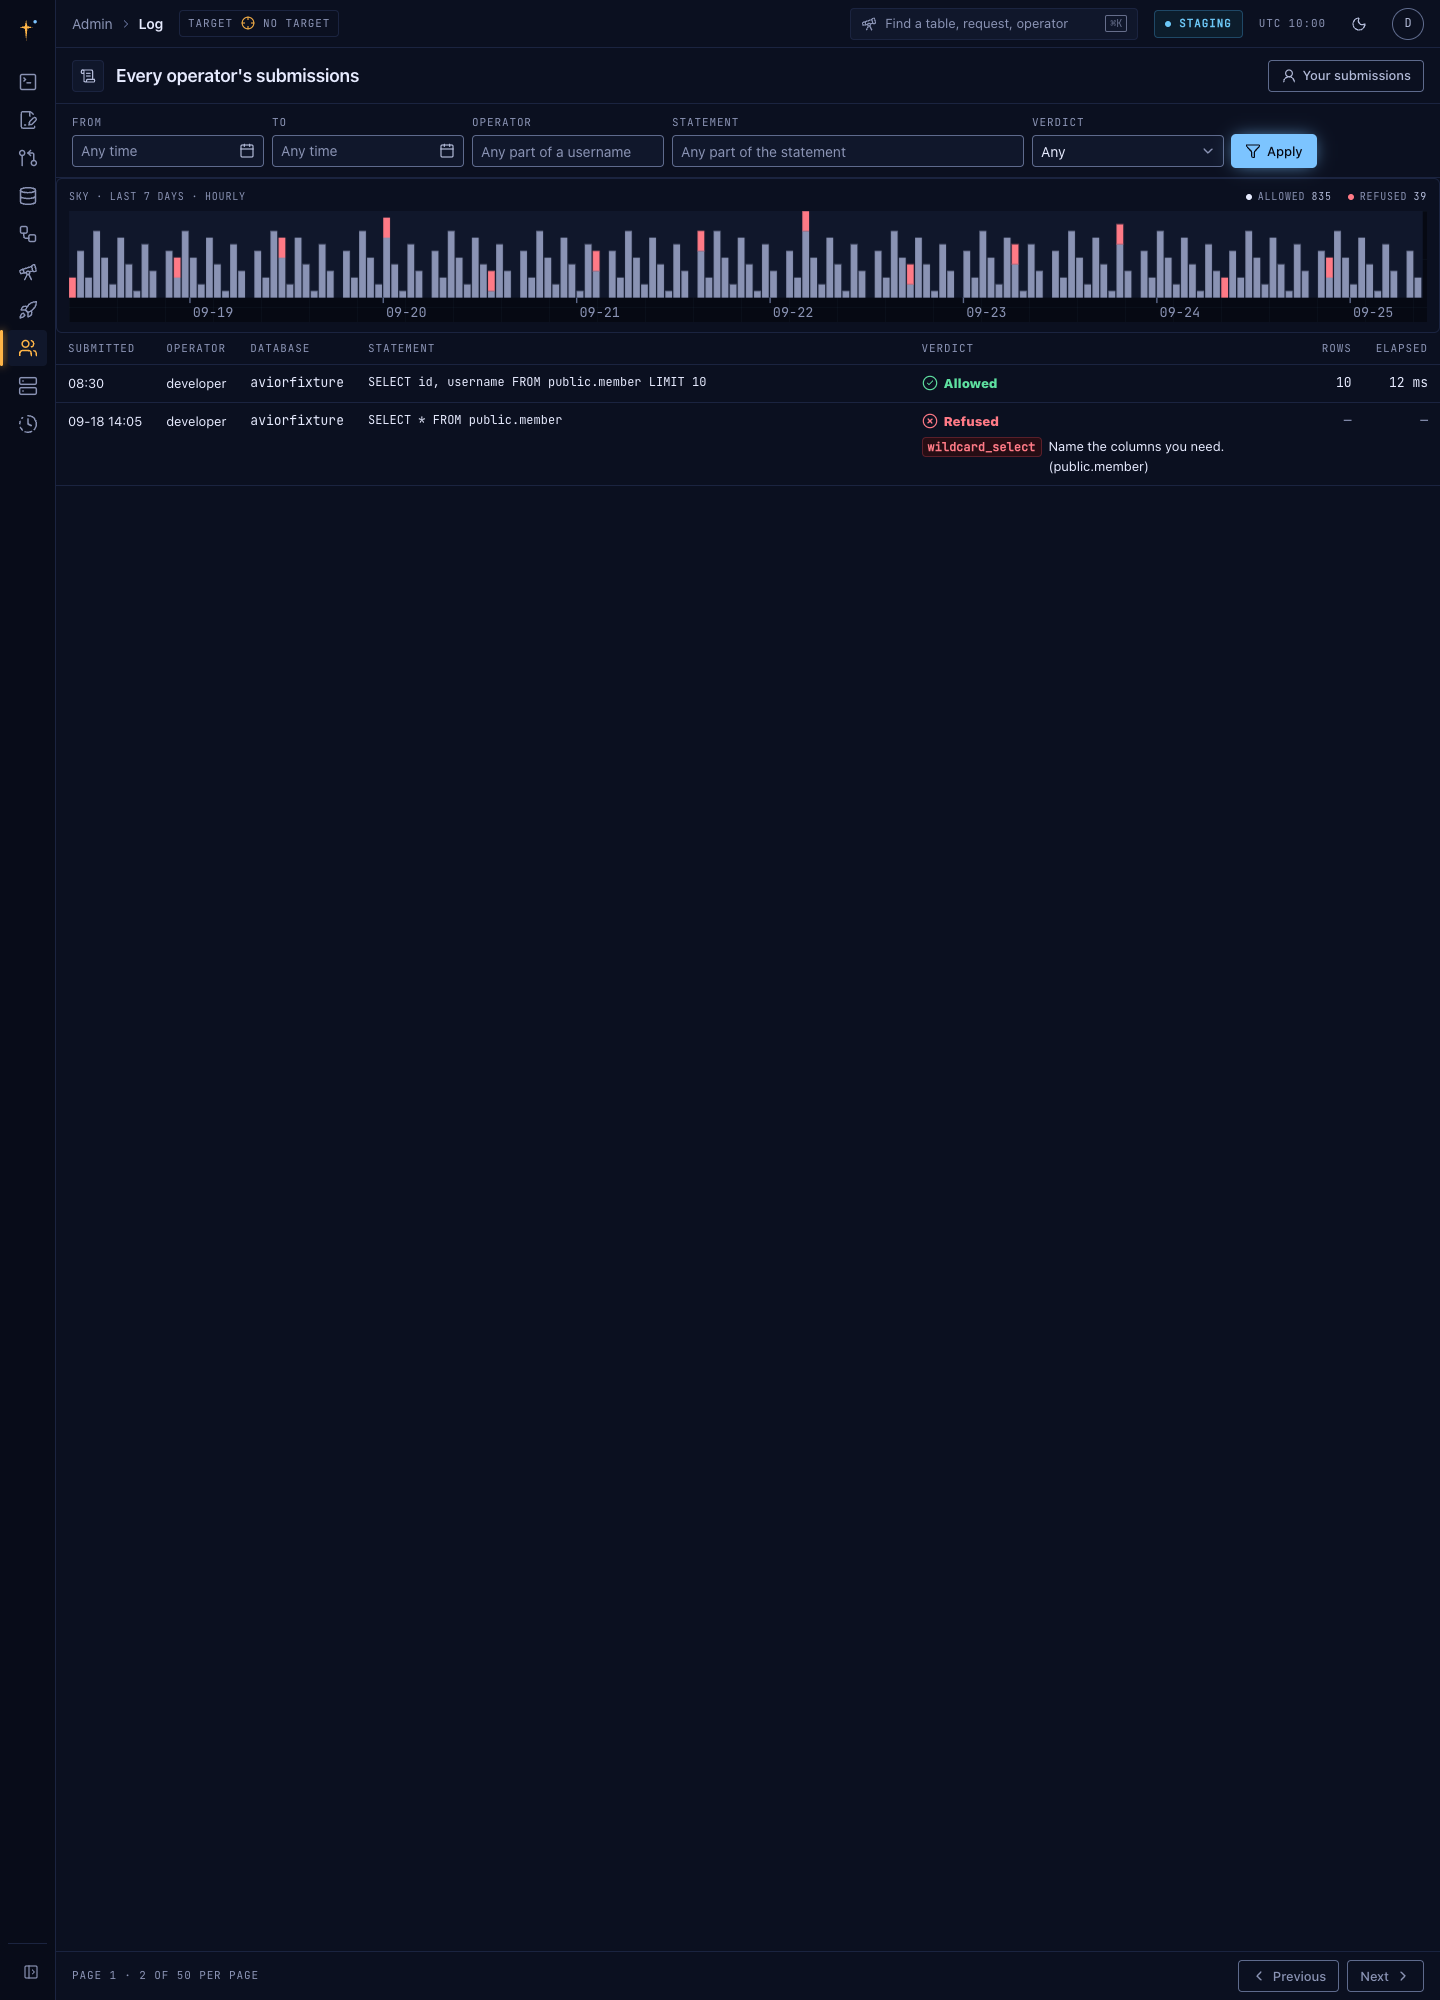 Admin > Log
TARGET NO TARGET
Find a table, request, operator
⌘K
STAGING
UTC 10:00
D
Every operator's submissions
Your submissions
FROM
TO
OPERATOR
STATEMENT
VERDICT
Any time
Any time
Any part of a username
Any part of the statement
Any
Apply
SKY · LAST 7 DAYS · HOURLY
ALLOWED 835
REFUSED 39
09-19 09-20 09-21 09-22 09-23 09-24 09-25
SUBMITTED OPERATOR DATABASE STATEMENT VERDICT ROWS ELAPSED
08:30 developer aviorfixture SELECT id, username FROM public.member LIMIT 10 Allowed 10 12 ms
09-18 14:05 developer aviorfixture SELECT * FROM public.member Refused — —
wildcard_select Name the columns you need.
(public.member)
PAGE 1 · 2 OF 50 PER PAGE
Previous
Next